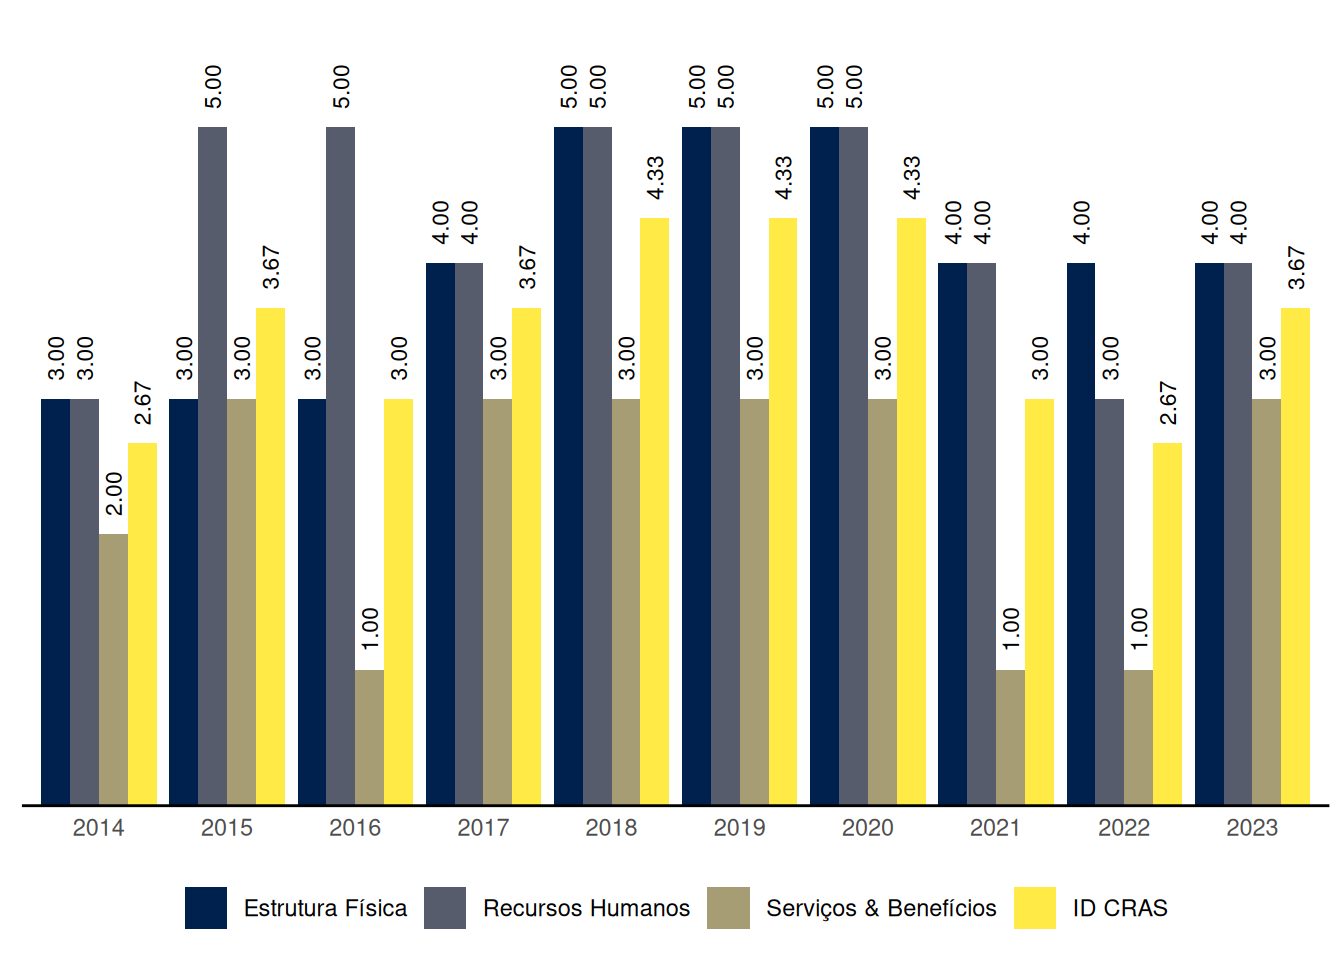 3.00 3.00 2.00 2.67
3.00 5.00 3.00 3.67
3.00 5.00 1.00 3.00
4.00 4.00 3.00 3.67
5.00 5.00 3.00 4.33
5.00 5.00 3.00 4.33
5.00 5.00 3.00 4.33
4.00 4.00 1.00 3.00
4.00 3.00 1.00 2.67
4.00 4.00 3.00 3.67
2014 2015 2016 2017 2018 2019 2020 2021 2022 2023
Estrutura Física Recursos Humanos Serviços & Benefícios ID CRAS